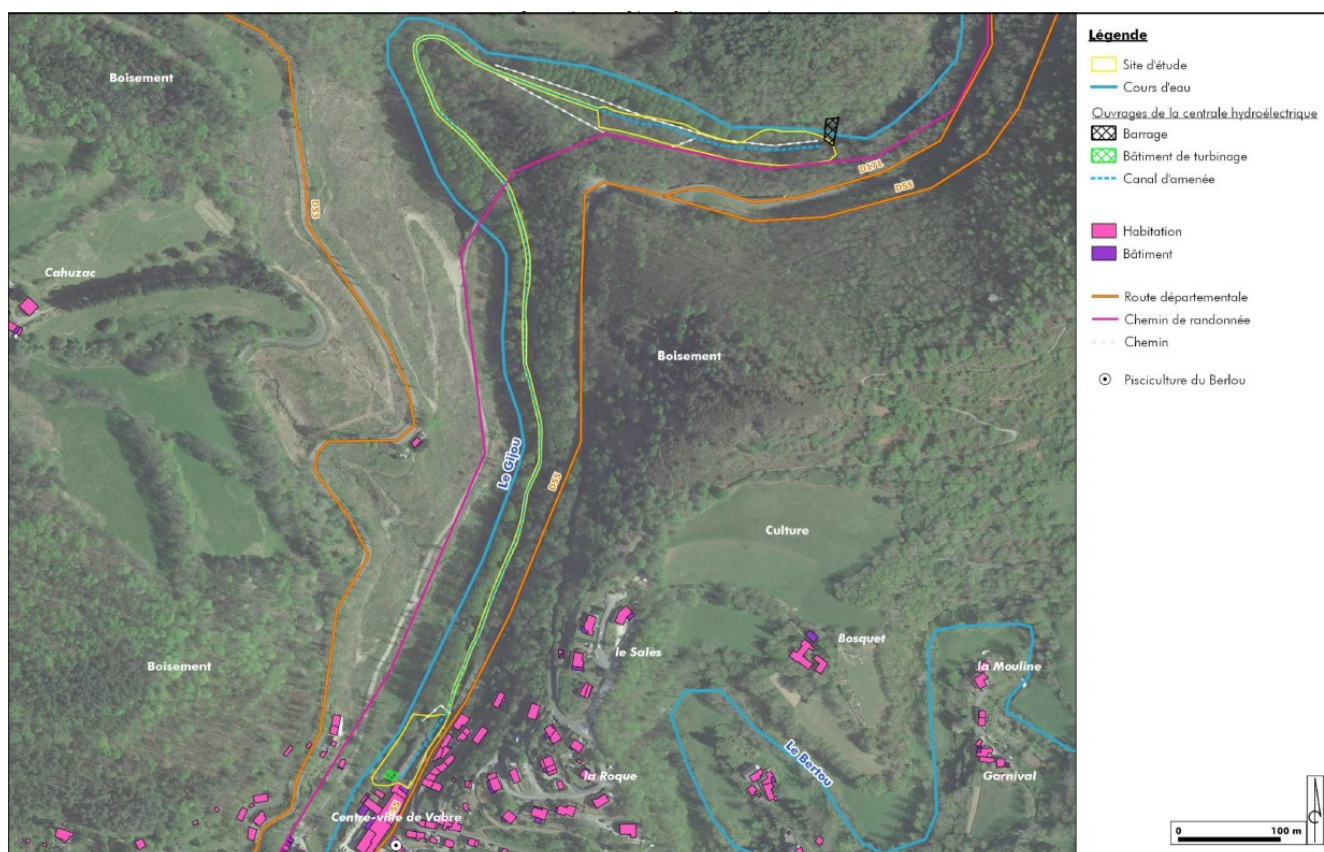 Légende
Site d'étude
Cours d'eau
Ouvrages de la centrale hydroélectrique
Barrage
Bâtiment de turbinage
Canal d'amenée
Habitation
Bâtiment
Route départementale
Chemin de randonnée
Chemin
Pisciculture du Berlou
0 100 m
Boisement
D171
D55
D53
Cahuzac
Boisement
Le Gijou
D55
Culture
Bosquet
le Salès
la Mouline
Boisement
Le Berlou
la Roque
Garnival
D55
Centre-ville de Vabre